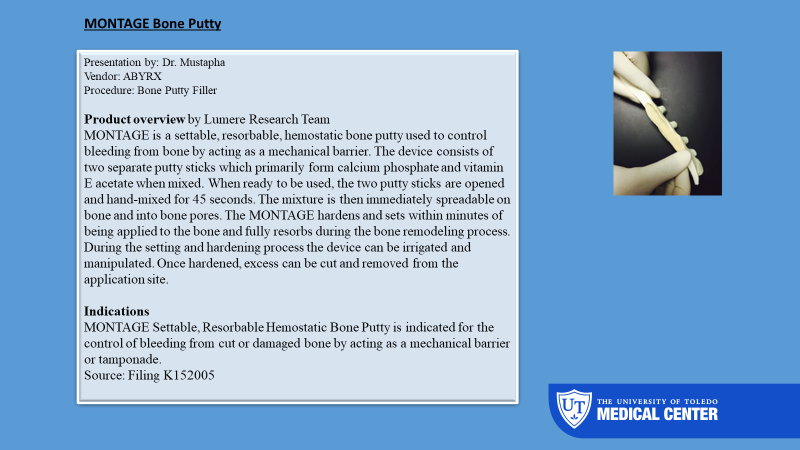 MONTAGE Bone Putty
Presentation by: Dr. Mustapha
Vendor: ABYRX
Procedure: Bone Putty Filler
Product overview by Lumere Research Team
MONTAGE is a settable, resorbable, hemostatic bone putty used to control
bleeding from bone by acting as a mechanical barrier. The device consists of
two separate putty sticks which primarily form calcium phosphate and vitamin
E acetate when mixed. When ready to be used, the two putty sticks are opened
and hand-mixed for 45 seconds. The mixture is then immediately spreadable on
bone and into bone pores. The MONTAGE hardens and sets within minutes of
being applied to the bone and fully resorbs during the bone remodeling process.
During the setting and hardening process the device can be irrigated and
manipulated. Once hardened, excess can be cut and removed from the
application site.
Indications
MONTAGE Settable, Resorbable Hemostatic Bone Putty is indicated for the
control of bleeding from cut or damaged bone by acting as a mechanical barrier
or tamponade.
Source: Filing K152005
UT
THE UNIVERSITY OF TOLEDO
MEDICAL CENTER